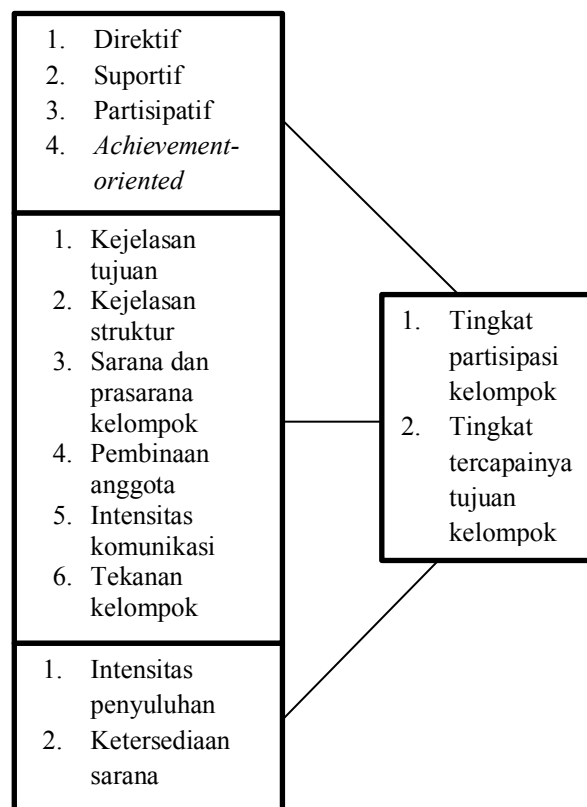 1. Direktif
2. Suportif
3. Partisipatif
4. Achievement-
oriented
1. Kejelasan
tujuan
2. Kejelasan
struktur
3. Sarana dan
prasarana
kelompok
4. Pembinaan
anggota
5. Intensitas
komunikasi
6. Tekanan
kelompok
1. Intensitas
penyuluhan
2. Ketersediaan
sarana
1. Tingkat
partisipasi
kelompok
2. Tingkat
tercapainya
tujuan
kelompok